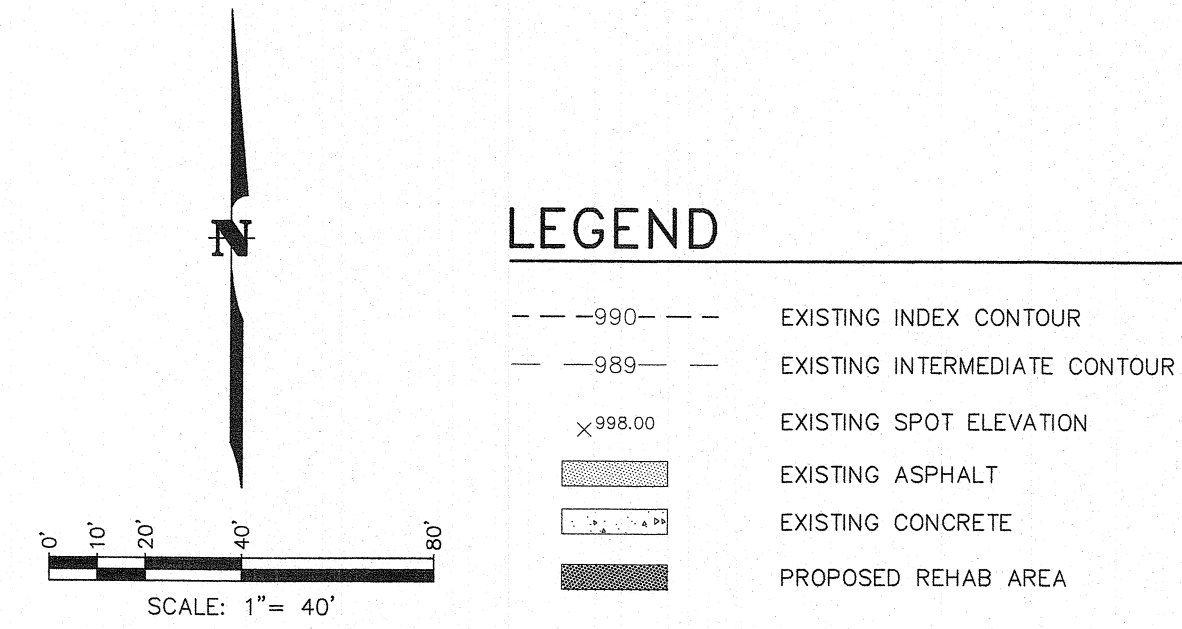 N
LEGEND
990 EXISTING INDEX CONTOUR
989 EXISTING INTERMEDIATE CONTOUR
998.00 EXISTING SPOT ELEVATION
EXISTING ASPHALT
EXISTING CONCRETE
PROPOSED REHAB AREA
0' 10' 20' 40' 80'
SCALE: 1"= 40'